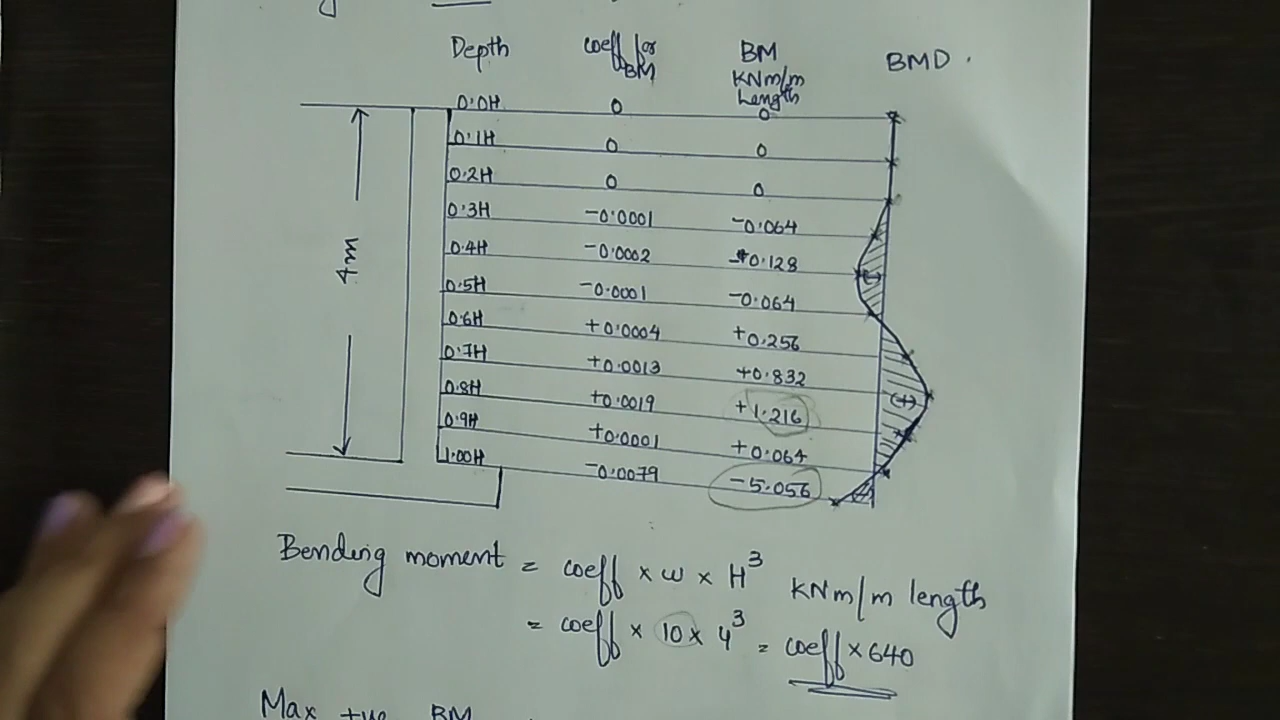 Depth coeff for BM BM KNm/m Length BMD.
0.0H 0 0
0.1H 0 0
0.2H 0 0
0.3H -0.0001 -0.064
0.4H -0.0002 -0.128
0.5H -0.0001 -0.064
0.6H +0.0004 +0.256
0.7H +0.0013 +0.832
0.8H +0.0019 +1.216
0.9H +0.0001 +0.064
1.00H -0.0079 -5.056
4m
(-)
(+)
Bending moment = coeff × w × H³ KNm/m length
= coeff × 10 × 4³ = coeff × 640
Max +ve BM